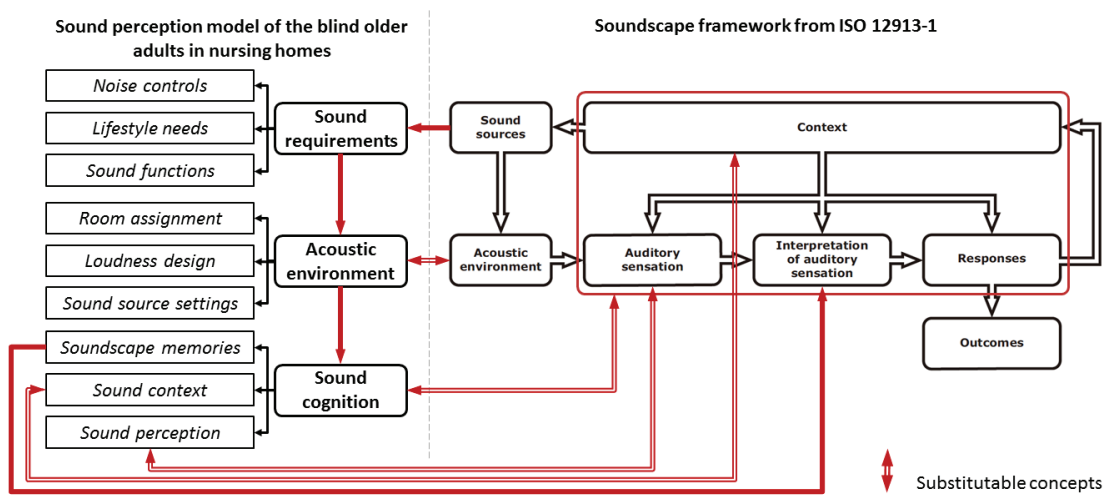 Sound perception model of the blind older
adults in nursing homes
Noise controls
Lifestyle needs
Sound functions
Sound
requirements
Room assignment
Loudness design
Sound source settings
Acoustic
environment
Soundscape memories
Sound context
Sound perception
Sound
cognition
Soundscape framework from ISO 12913-1
Sound
sources
Context
Acoustic
environment
Auditory
sensation
Interpretation
of auditory
sensation
Responses
Outcomes
Substitutable concepts